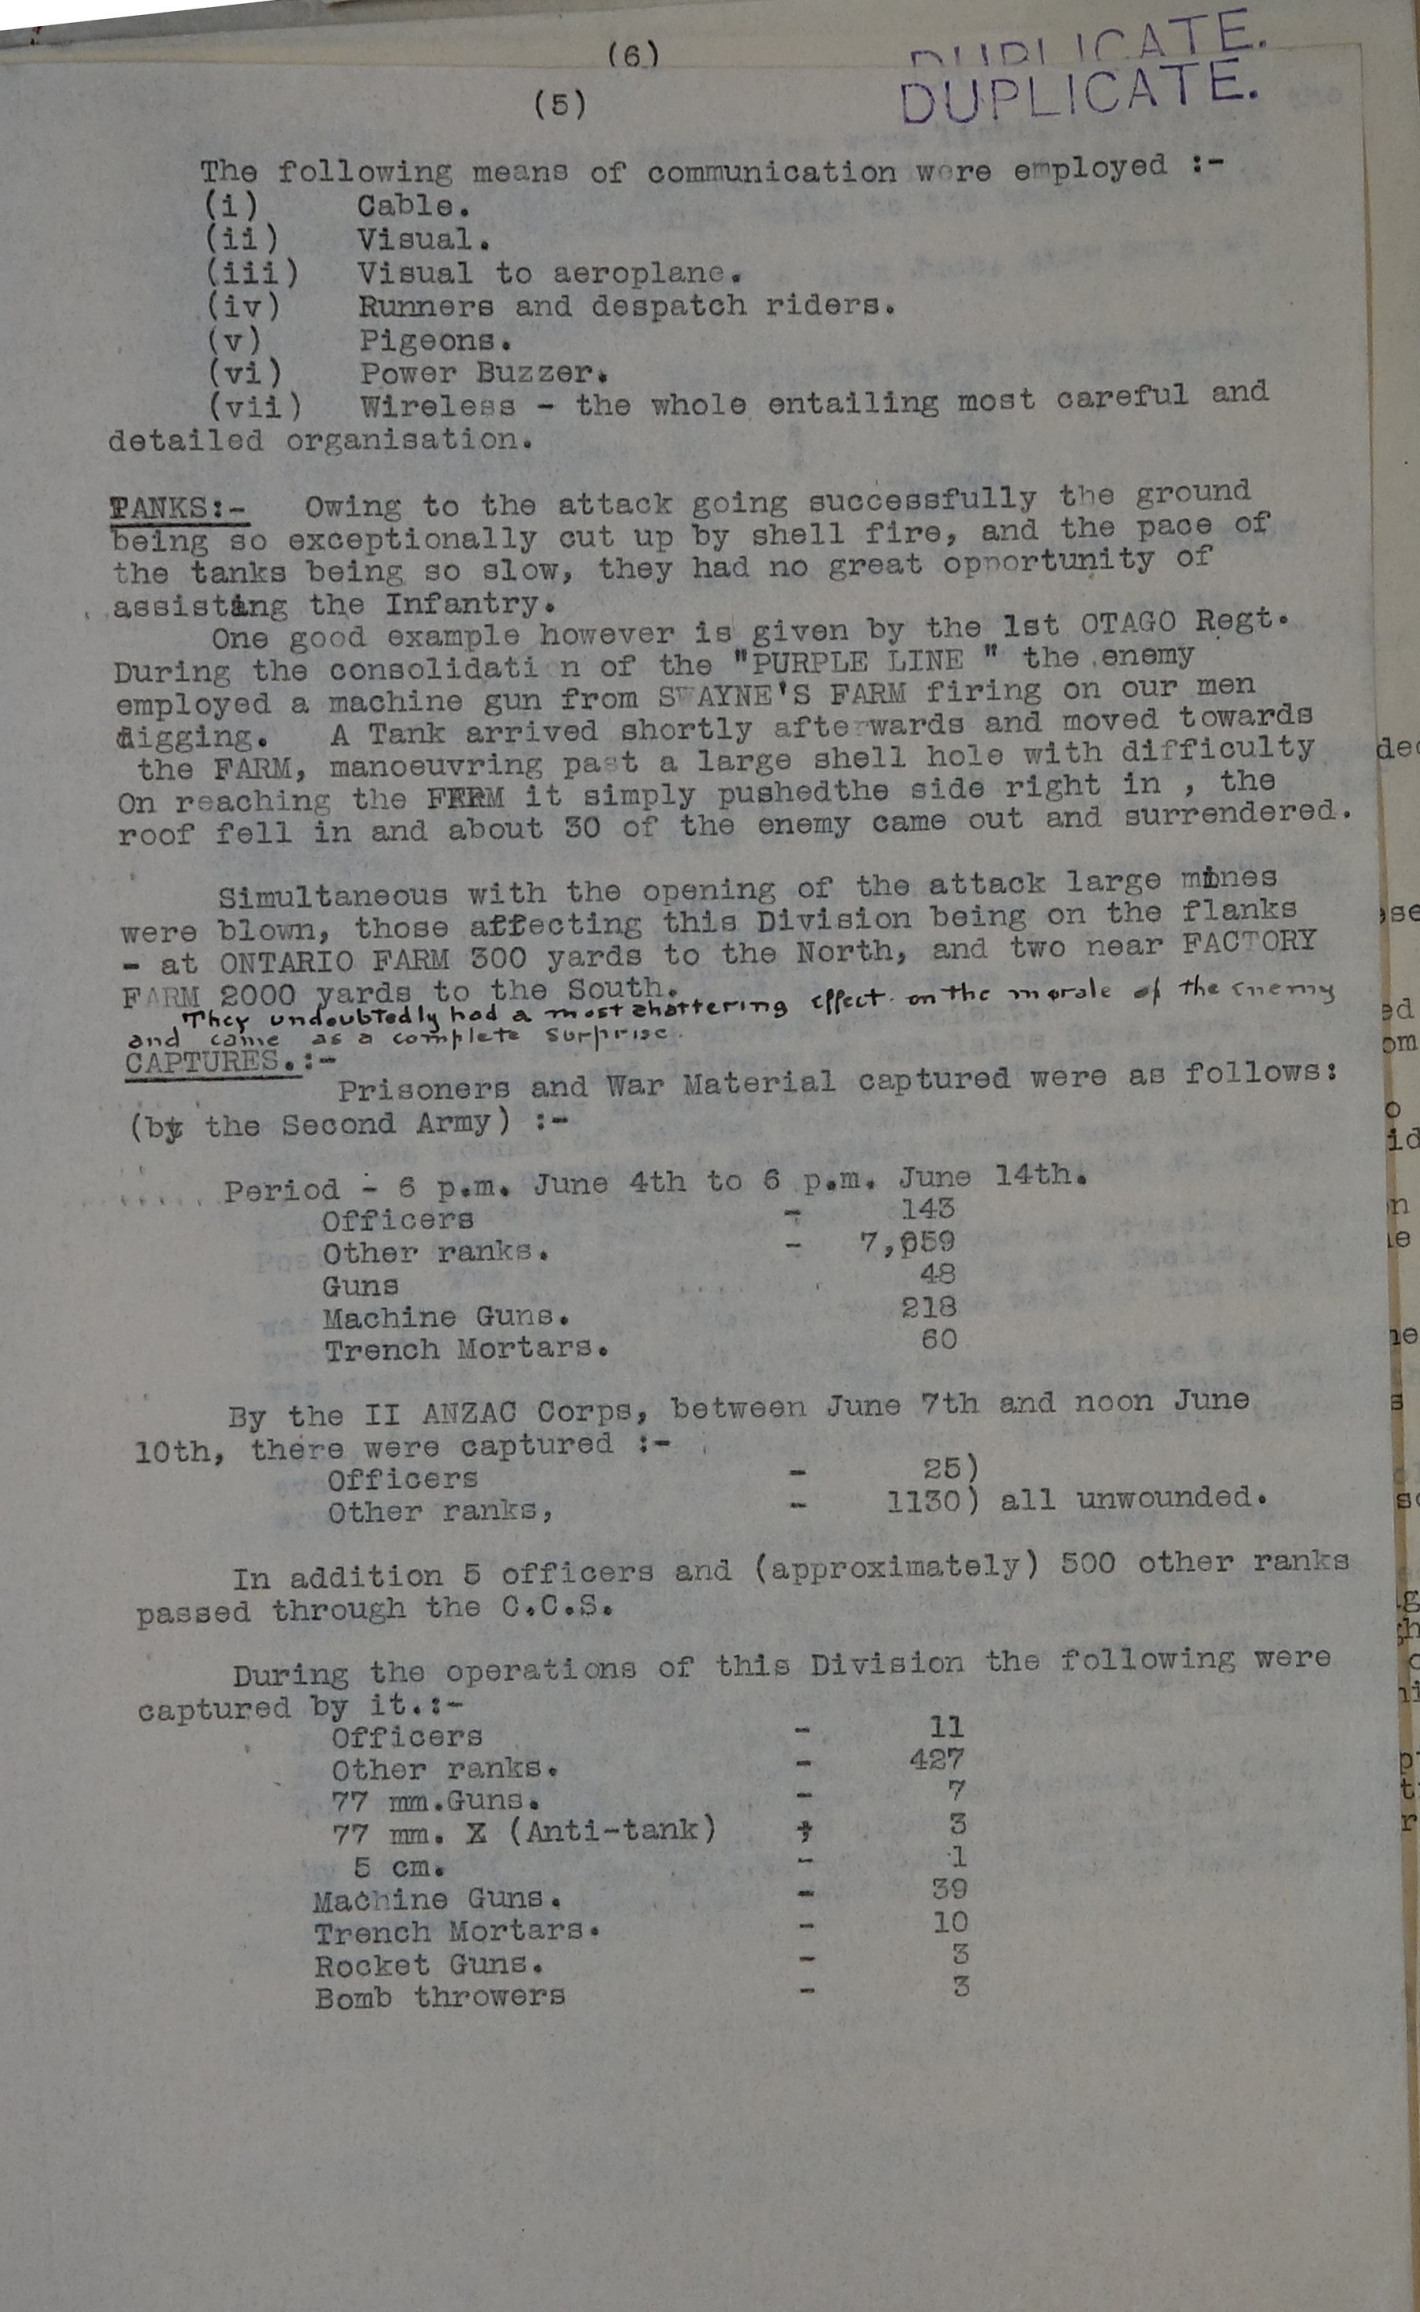 (6)
DUPLICATE.
DUPLICATE.
(5)
The following means of communication were employed :-
(i) Cable.
(ii) Visual.
(iii) Visual to aeroplane.
(iv) Runners and despatch riders.
(v) Pigeons.
(vi) Power Buzzer.
(vii) Wireless - the whole entailing most careful and
detailed organisation.
TANKS:- Owing to the attack going successfully the ground
being so exceptionally cut up by shell fire, and the pace of
the tanks being so slow, they had no great opportunity of
assisting the Infantry.
One good example however is given by the 1st OTAGO Regt.
During the consolidati n of the "PURPLE LINE " the enemy
employed a machine gun from SWAYNE'S FARM firing on our men
digging. A Tank arrived shortly afterwards and moved towards
the FARM, manoeuvring past a large shell hole with difficulty
On reaching the FERM it simply pushedthe side right in , the
roof fell in and about 30 of the enemy came out and surrendered.
Simultaneous with the opening of the attack large mines
were blown, those affecting this Division being on the flanks
- at ONTARIO FARM 300 yards to the North, and two near FACTORY
FARM 2000 yards to the South.
They undoubtedly had a most shattering effect on the morale of the enemy
and came as a complete surprise.
CAPTURES.:-
Prisoners and War Material captured were as follows:
(by the Second Army) :-
Period - 6 p.m. June 4th to 6 p.m. June 14th.
Officers - 143
Other ranks. - 7,059
Guns 48
Machine Guns. 218
Trench Mortars. 60
By the II ANZAC Corps, between June 7th and noon June
10th, there were captured :-
Officers - 25)
Other ranks, - 1130) all unwounded.
In addition 5 officers and (approximately) 500 other ranks
passed through the C.C.S.
During the operations of this Division the following were
captured by it.:-
Officers - 11
Other ranks. - 427
77 mm.Guns. - 7
77 mm. X (Anti-tank) - 3
5 cm. - 1
Machine Guns. - 39
Trench Mortars. - 10
Rocket Guns. - 3
Bomb throwers - 3